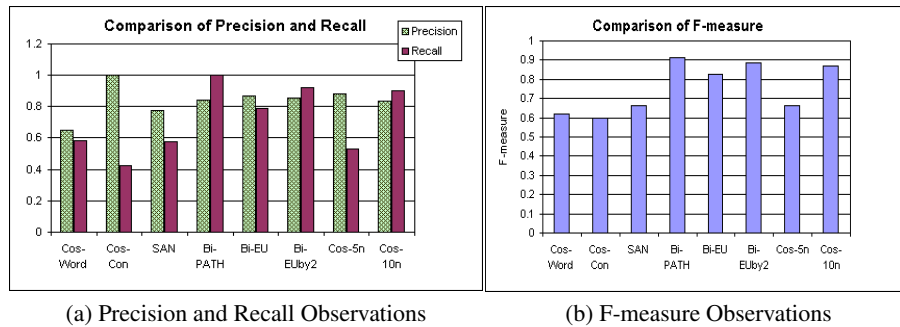 Comparison of Precision and Recall
Precision
Recall
1.2
1
0.8
0.6
0.4
0.2
0
Cos-Word
Cos-Con
SAN
Bi-PATH
Bi-EU
Bi-EUby2
Cos-5n
Cos-10n
(a) Precision and Recall Observations
Comparison of F-measure
F-measure
1
0.9
0.8
0.7
0.6
0.5
0.4
0.3
0.2
0.1
0
Cos-Word
Cos-Con
SAN
Bi-PATH
Bi-EU
Bi-EUby2
Cos-5n
Cos-10n
(b) F-measure Observations